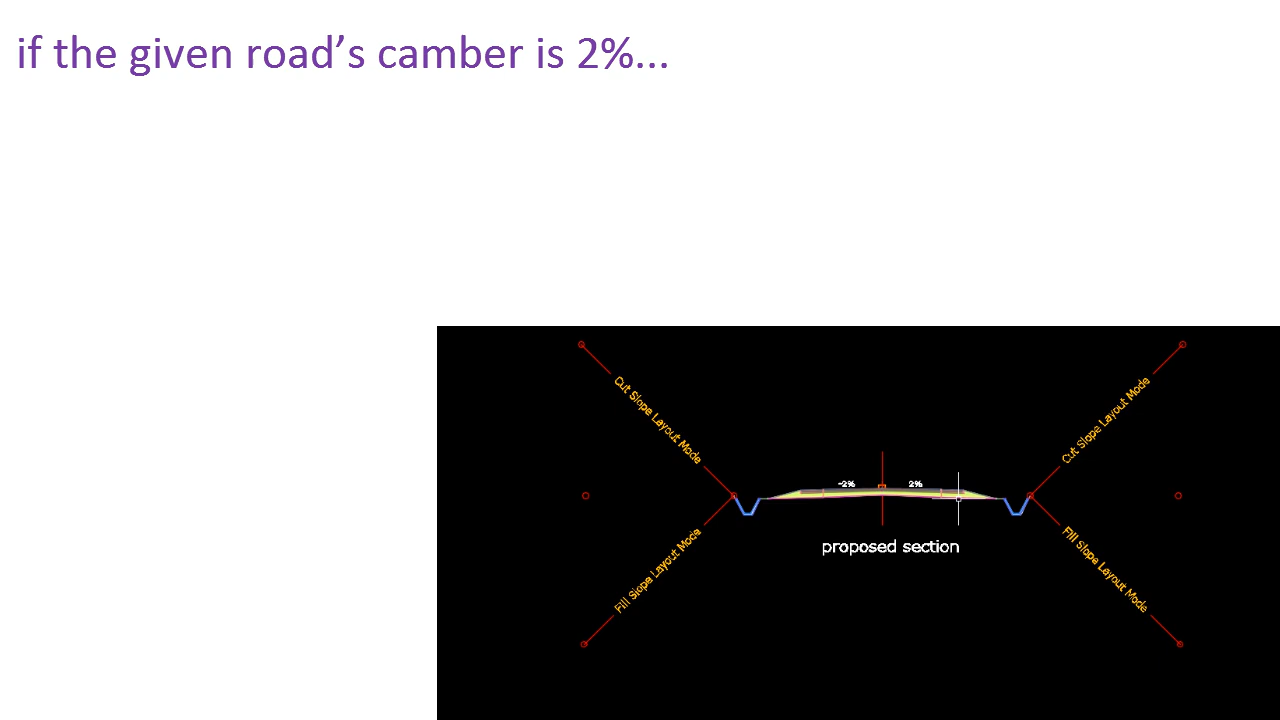 if the given road’s camber is 2%...
Cut Slope Layout Mode
Cut Slope Layout Mode
-2%
2%
proposed section
Fill Slope Layout Mode
Fill Slope Layout Mode